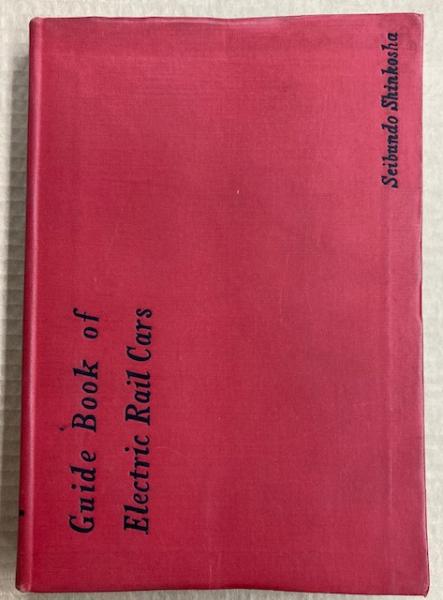 Guide Book of
Electric Rail Cars
Seibundo Shinkosha